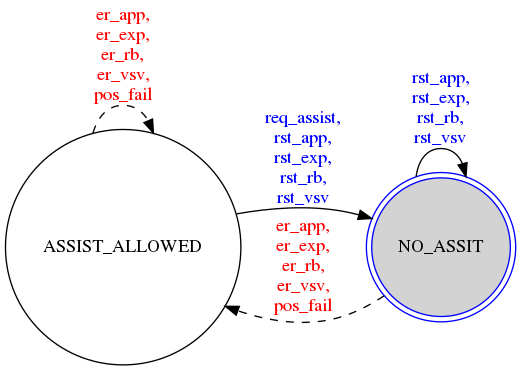 er_app,
er_exp,
er_rb,
er_vsv,
pos_fail
ASSIST_ALLOWED
req_assist,
rst_app,
rst_exp,
rst_rb,
rst_vsv
er_app,
er_exp,
er_rb,
er_vsv,
pos_fail
rst_app,
rst_exp,
rst_rb,
rst_vsv
NO_ASSIT